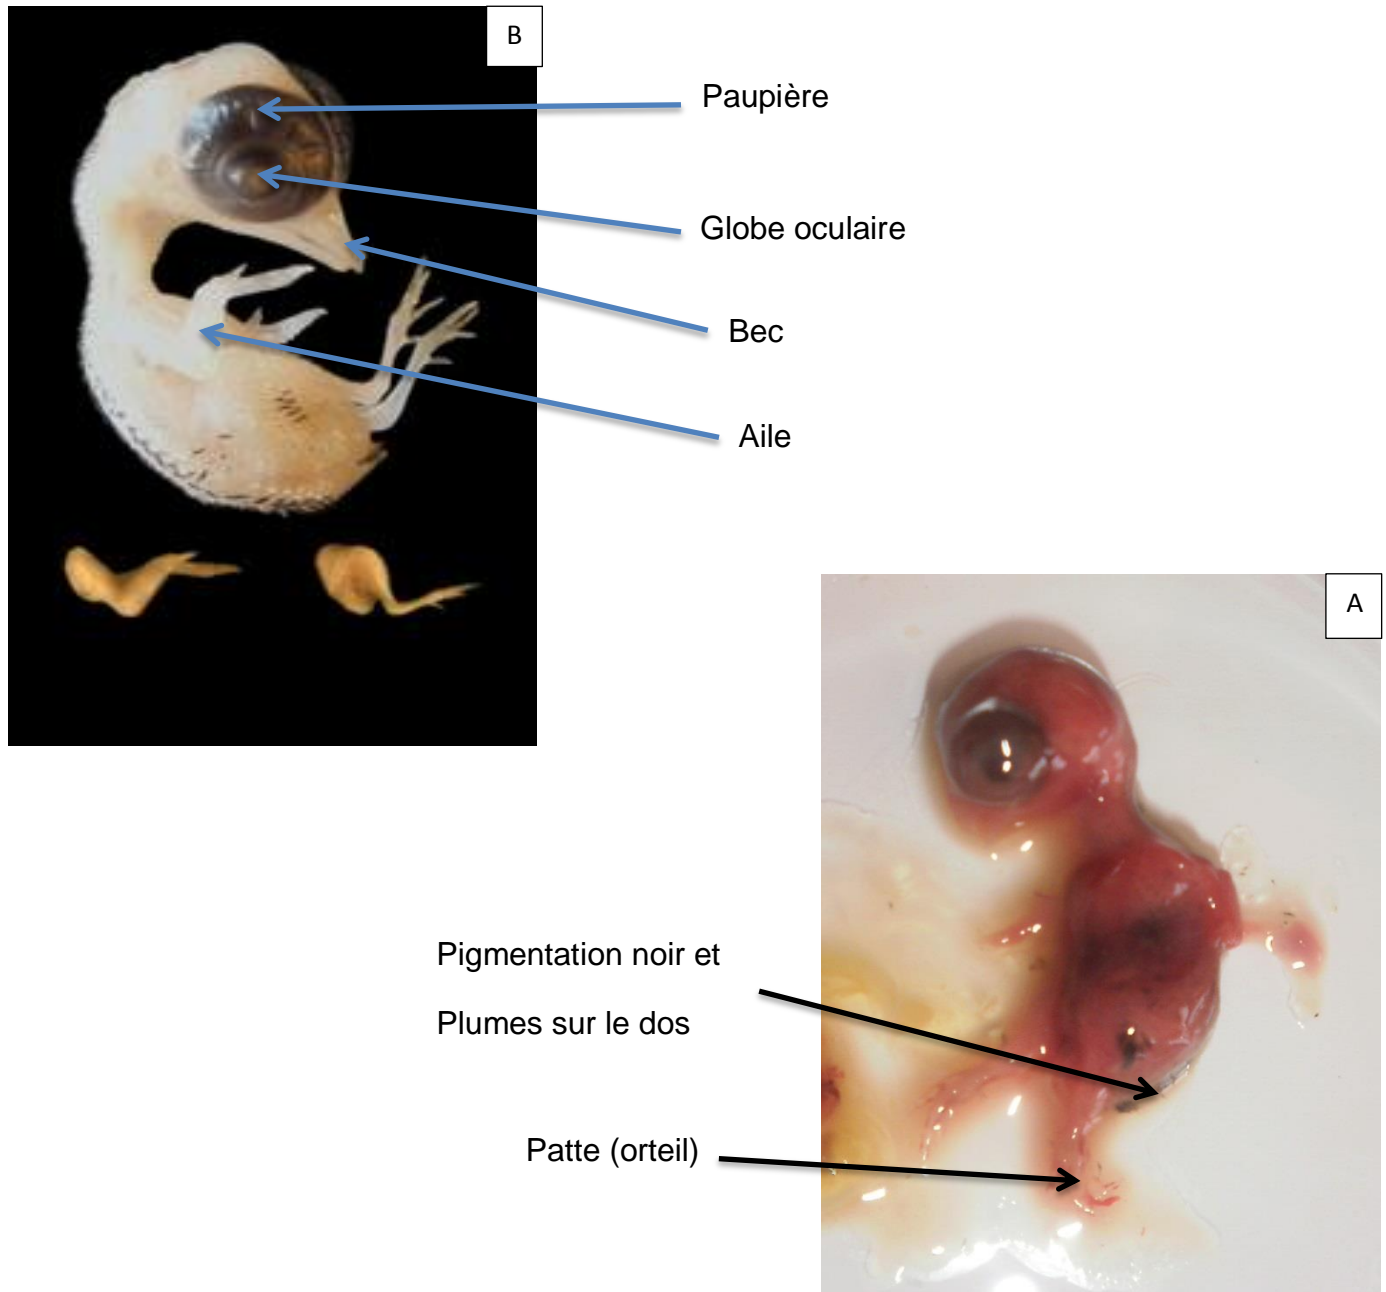 B
Paupière
Globe oculaire
Bec
Aile
A
Pigmentation noir et
Plumes sur le dos
Patte (orteil)